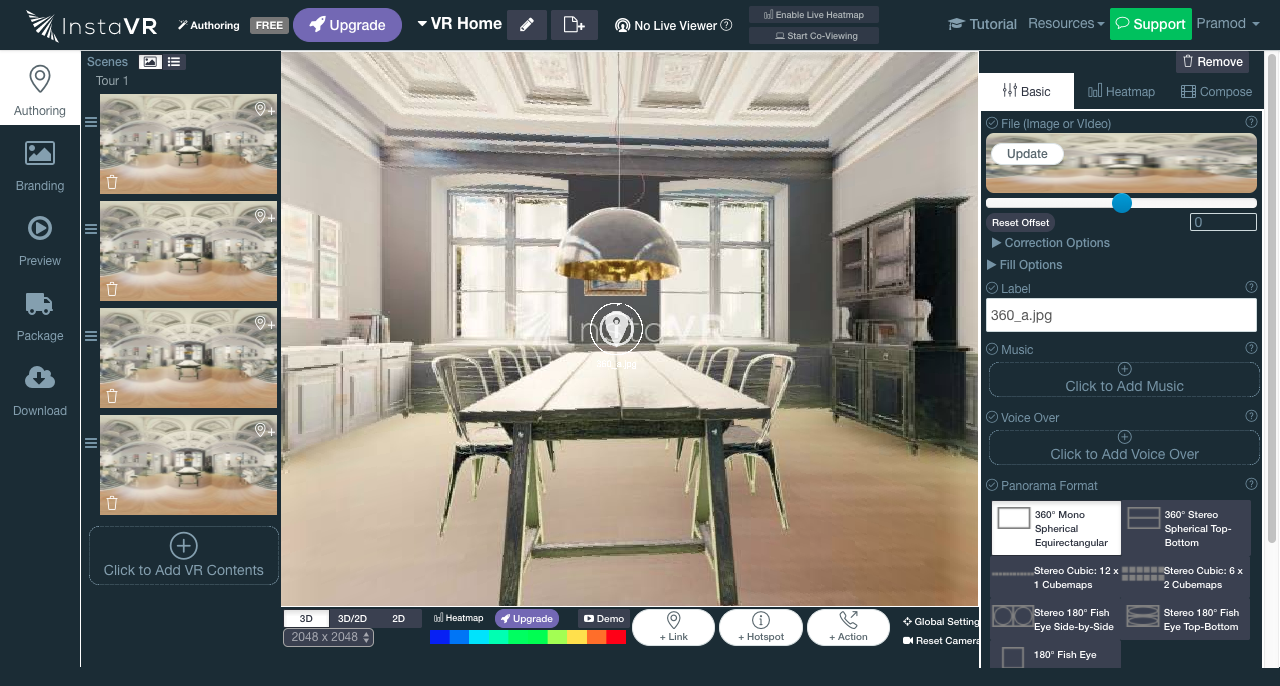 InstaVR
Authoring
FREE
Upgrade
VR Home
No Live Viewer
Enable Live Heatmap
Start Co-Viewing
Tutorial
Resources
Support
Pramod
Authoring
Branding
Preview
Package
Download
Scenes
Tour 1
Click to Add VR Contents
InstaVR
3D
3D/2D
2D
2048 x 2048
Heatmap
Upgrade
Demo
+ Link
+ Hotspot
+ Action
Global Setting
Reset Camera
Remove
Basic
Heatmap
Compose
File (Image or VIdeo)
Update
Reset Offset
0
Correction Options
Fill Options
Label
360_a.jpg
Music
Click to Add Music
Voice Over
Click to Add Voice Over
Panorama Format
360° Mono
Spherical
Equirectangular
360° Stereo
Spherical Top-
Bottom
Stereo Cubic: 12 x
1 Cubemaps
Stereo Cubic: 6 x
2 Cubemaps
Stereo 180° Fish
Eye Side-by-Side
Stereo 180° Fish
Eye Top-Bottom
180° Fish Eye